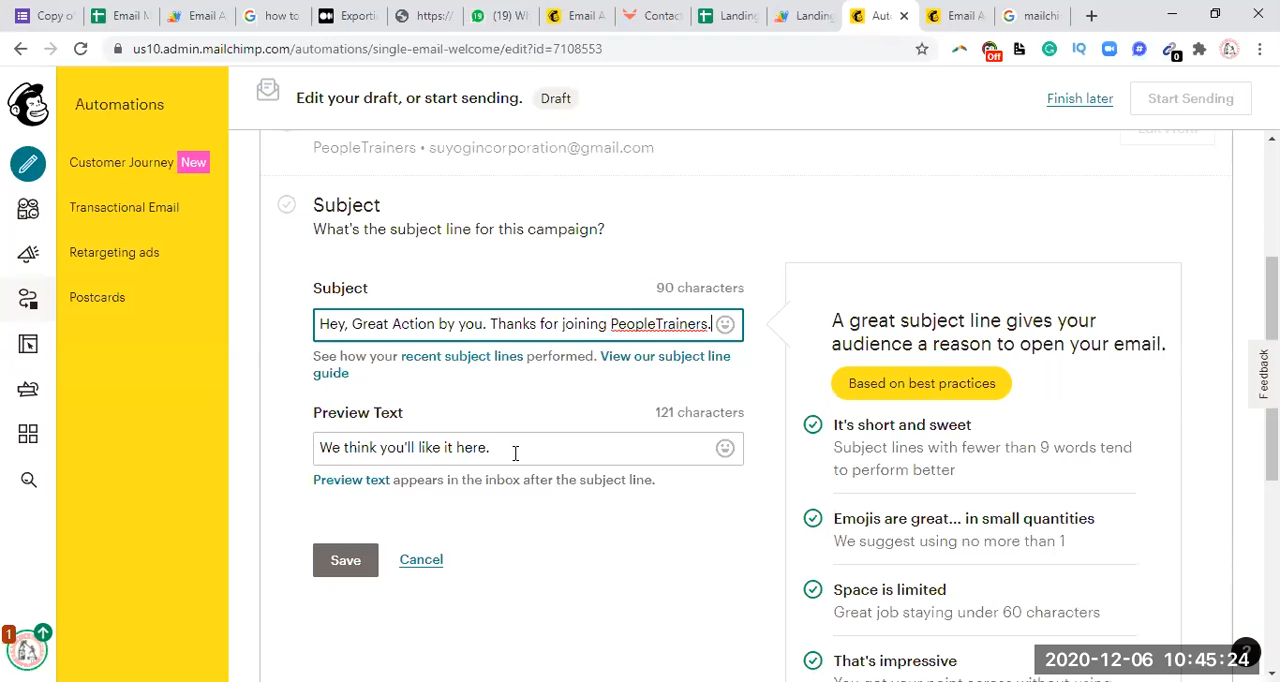 Copy of
Email M
Email A
how to
Exportin
https:/
(19) W
Email A
Contac
Landin
Landin
Aut
Email A
mailchi
us10.admin.mailchimp.com/automations/single-email-welcome/edit?id=7108553
Off
IQ
0
Automations
Customer Journey New
Transactional Email
Retargeting ads
Postcards
1
Edit your draft, or start sending. Draft
Finish later
Start Sending
PeopleTrainers • suyogincorporation@gmail.com
Subject
What's the subject line for this campaign?
Subject 90 characters
Hey, Great Action by you. Thanks for joining PeopleTrainers.
See how your recent subject lines performed. View our subject line
guide
Preview Text 121 characters
We think you'll like it here.
Preview text appears in the inbox after the subject line.
Save Cancel
A great subject line gives your
audience a reason to open your email.
Based on best practices
It's short and sweet
Subject lines with fewer than 9 words tend
to perform better
Emojis are great... in small quantities
We suggest using no more than 1
Space is limited
Great job staying under 60 characters
That's impressive
Feedback
2020-12-06 10:45:24